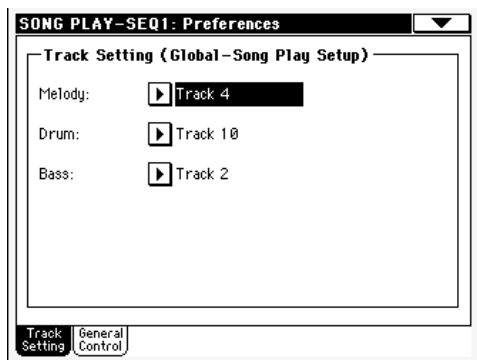 SONG PLAY-SEQ1: Preferences
Track Setting (Global-Song Play Setup)
Melody: Track 4
Drum: Track 10
Bass: Track 2
Track Setting
General Control